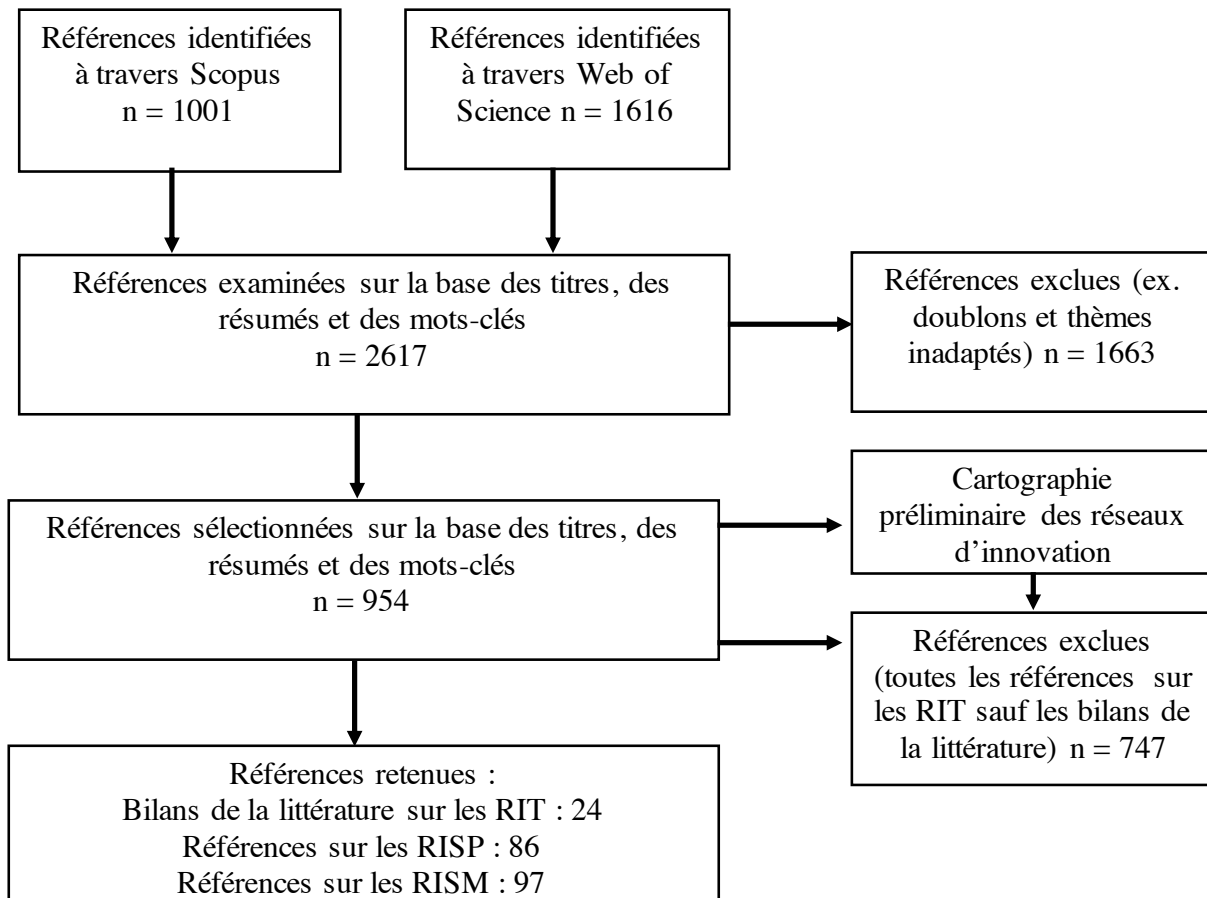 Références identifiées
à travers Scopus
n = 1001
Références identifiées
à travers Web of
Science n = 1616
Références examinées sur la base des titres, des
résumés et des mots-clés
n = 2617
Références exclues (ex.
doublons et thèmes
inadaptés) n = 1663
Références sélectionnées sur la base des titres, des
résumés et des mots-clés
n = 954
Cartographie
préliminaire des réseaux
d’innovation
Références exclues
(toutes les références sur
les RIT sauf les bilans de
la littérature) n = 747
Références retenues :
Bilans de la littérature sur les RIT : 24
Références sur les RISP : 86
Références sur les RISM : 97